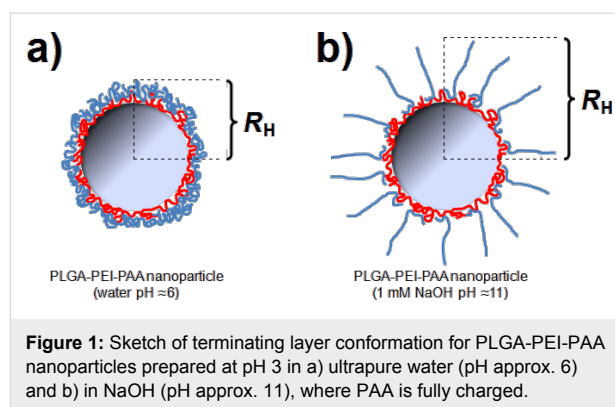 a)
R_H
PLGA-PEI-PAA nanoparticle
(water pH ≈6)
b)
R_H
PLGA-PEI-PAA nanoparticle
(1 mM NaOH pH ≈11)
Figure 1: Sketch of terminating layer conformation for PLGA-PEI-PAA
nanoparticles prepared at pH 3 in a) ultrapure water (pH approx. 6)
and b) in NaOH (pH approx. 11), where PAA is fully charged.